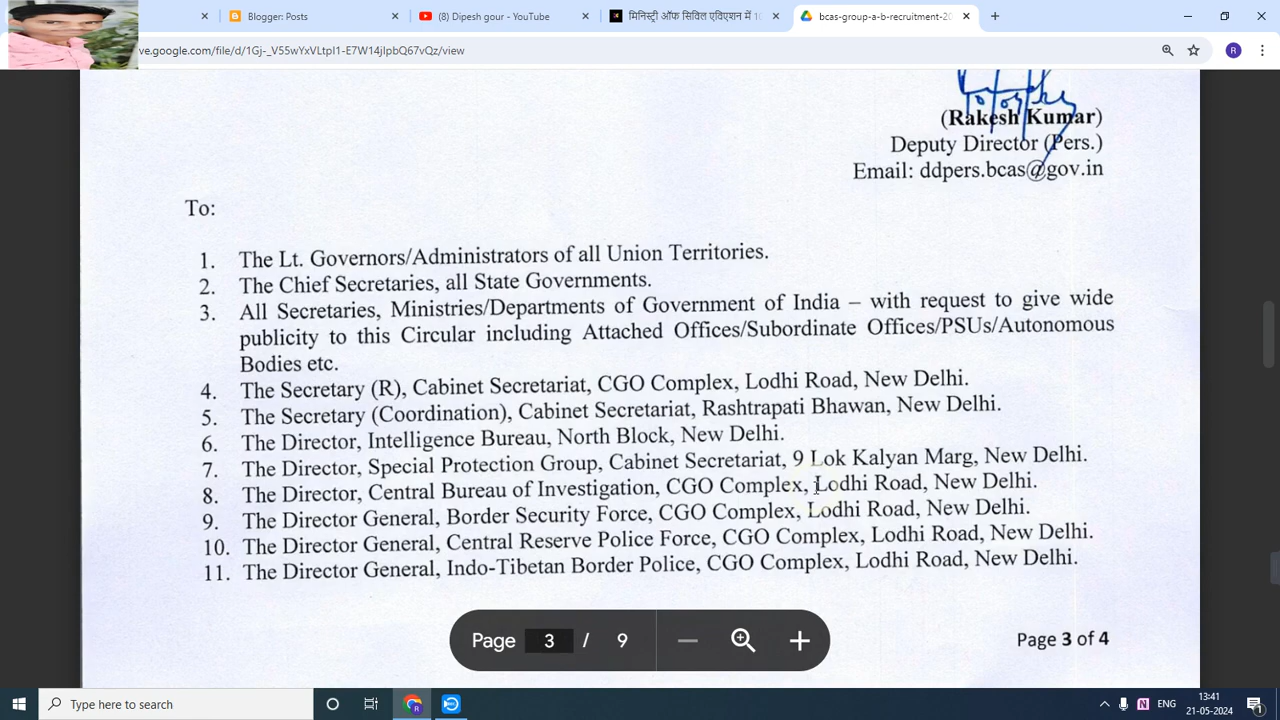 Blogger: Posts
(8) Dipesh gour - YouTube
मिनिस्ट्री ऑफ सिविल एविएशन में 1
bcas-group-a-b-recruitment-20
ve.google.com/file/d/1Gj-_V55wYxVLtpI1-E7W14jIpbQ67vQz/view
(Rakesh Kumar)
Deputy Director (Pers.)
Email: ddpers.bcas@gov.in
To:
1. The Lt. Governors/Administrators of all Union Territories.
2. The Chief Secretaries, all State Governments.
3. All Secretaries, Ministries/Departments of Government of India – with request to give wide
publicity to this Circular including Attached Offices/Subordinate Offices/PSUs/Autonomous
Bodies etc.
4. The Secretary (R), Cabinet Secretariat, CGO Complex, Lodhi Road, New Delhi.
5. The Secretary (Coordination), Cabinet Secretariat, Rashtrapati Bhawan, New Delhi.
6. The Director, Intelligence Bureau, North Block, New Delhi.
7. The Director, Special Protection Group, Cabinet Secretariat, 9 Lok Kalyan Marg, New Delhi.
8. The Director, Central Bureau of Investigation, CGO Complex, Lodhi Road, New Delhi.
9. The Director General, Border Security Force, CGO Complex, Lodhi Road, New Delhi.
10. The Director General, Central Reserve Police Force, CGO Complex, Lodhi Road, New Delhi.
11. The Director General, Indo-Tibetan Border Police, CGO Complex, Lodhi Road, New Delhi.
Page 3 / 9
Page 3 of 4
Type here to search
ENG
13:41
21-05-2024